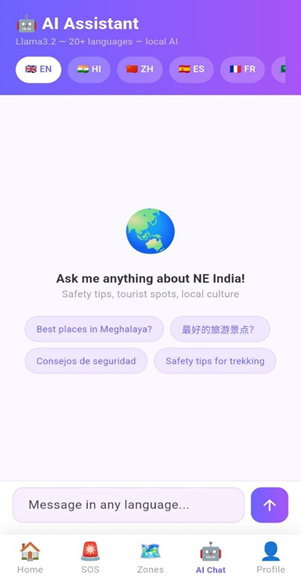 AI Assistant
Llama3.2 — 20+ languages — local AI
EN HI ZH ES FR
Ask me anything about NE India!
Safety tips, tourist spots, local culture
Best places in Meghalaya? 最好的旅游景点?
Consejos de seguridad Safety tips for trekking
Message in any language...
Home SOS Zones AI Chat Profile